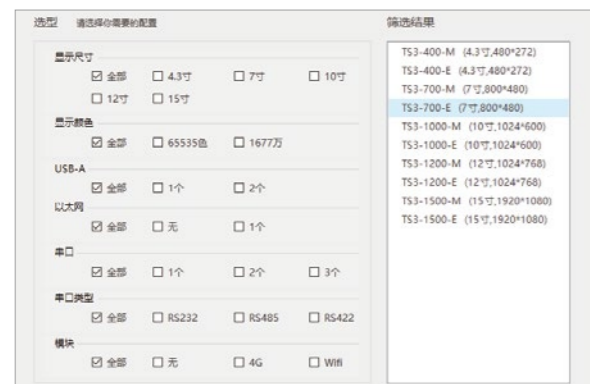 选型 请选择你需要的配置
显示尺寸
全部 4.3寸 7寸 10寸
12寸 15寸
显示颜色
全部 65535色 1677万
USB-A
全部 1个 2个
以太网
全部 无 1个
串口
全部 1个 2个 3个
串口类型
全部 RS232 RS485 RS422
模块
全部 无 4G Wifi
筛选结果
TS3-400-M (4.3寸,480*272)
TS3-400-E (4.3寸,480*272)
TS3-700-M (7寸,800*480)
TS3-700-E (7寸,800*480)
TS3-1000-M (10寸,1024*600)
TS3-1000-E (10寸,1024*600)
TS3-1200-M (12寸,1024*768)
TS3-1200-E (12寸,1024*768)
TS3-1500-M (15寸,1920*1080)
TS3-1500-E (15寸,1920*1080)